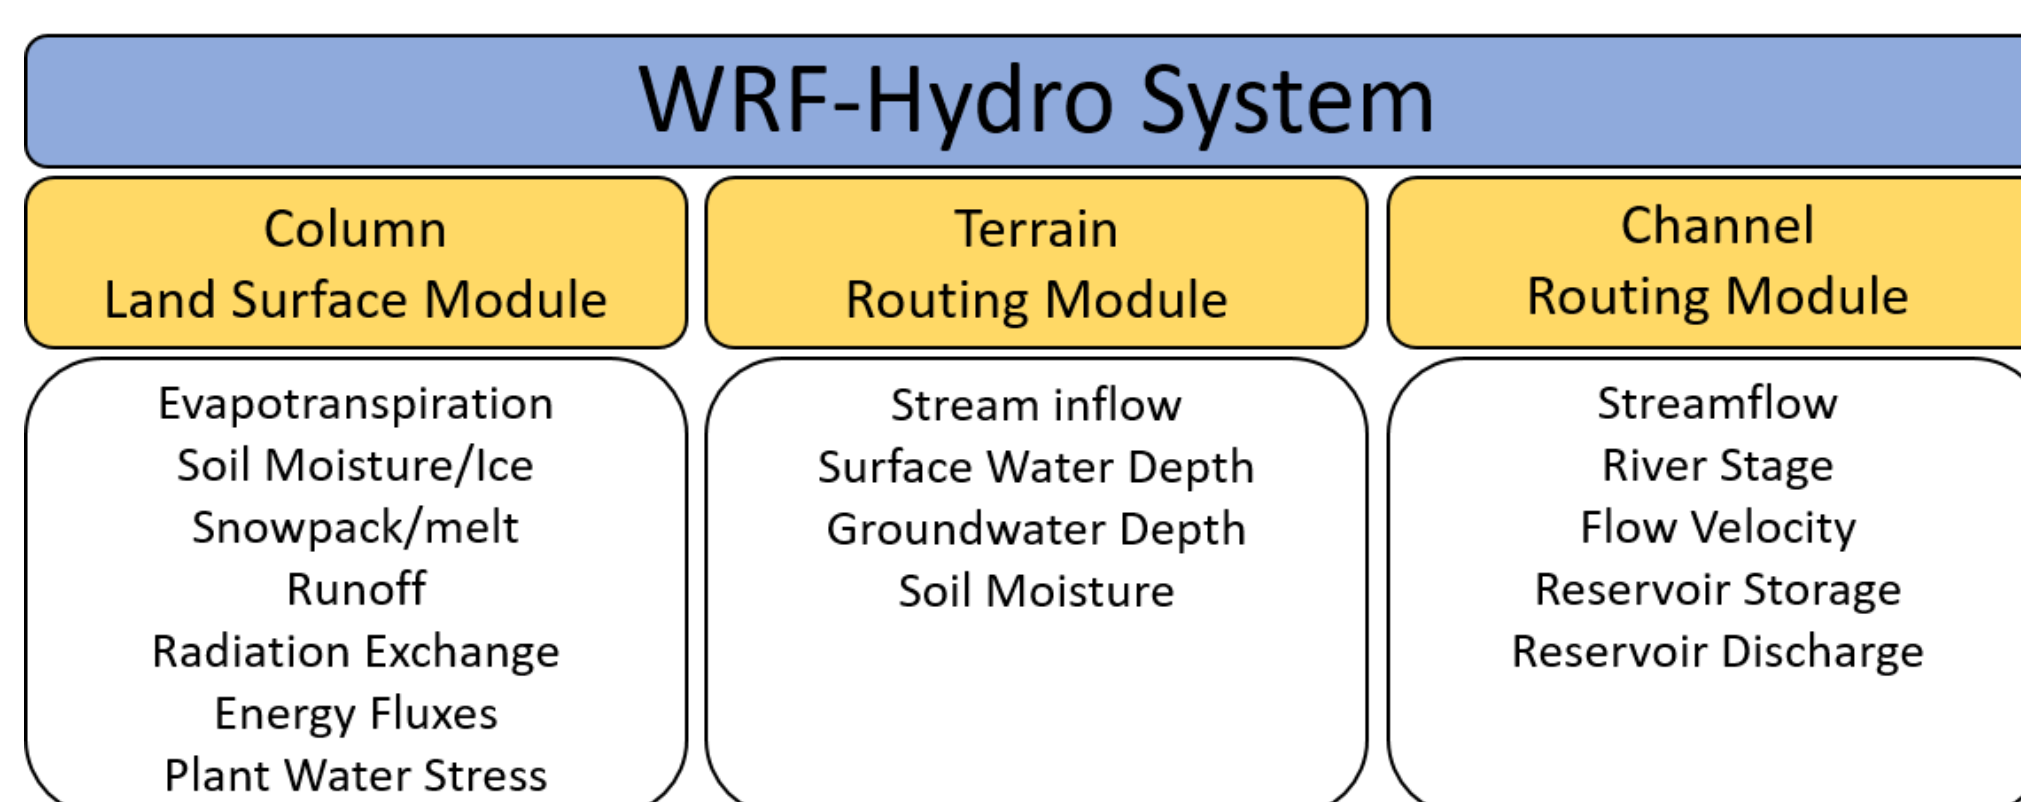 WRF-Hydro System
Column
Land Surface Module
Evapotranspiration
Soil Moisture/Ice
Snowpack/melt
Runoff
Radiation Exchange
Energy Fluxes
Plant Water Stress
Terrain
Routing Module
Stream inflow
Surface Water Depth
Groundwater Depth
Soil Moisture
Channel
Routing Module
Streamflow
River Stage
Flow Velocity
Reservoir Storage
Reservoir Discharge